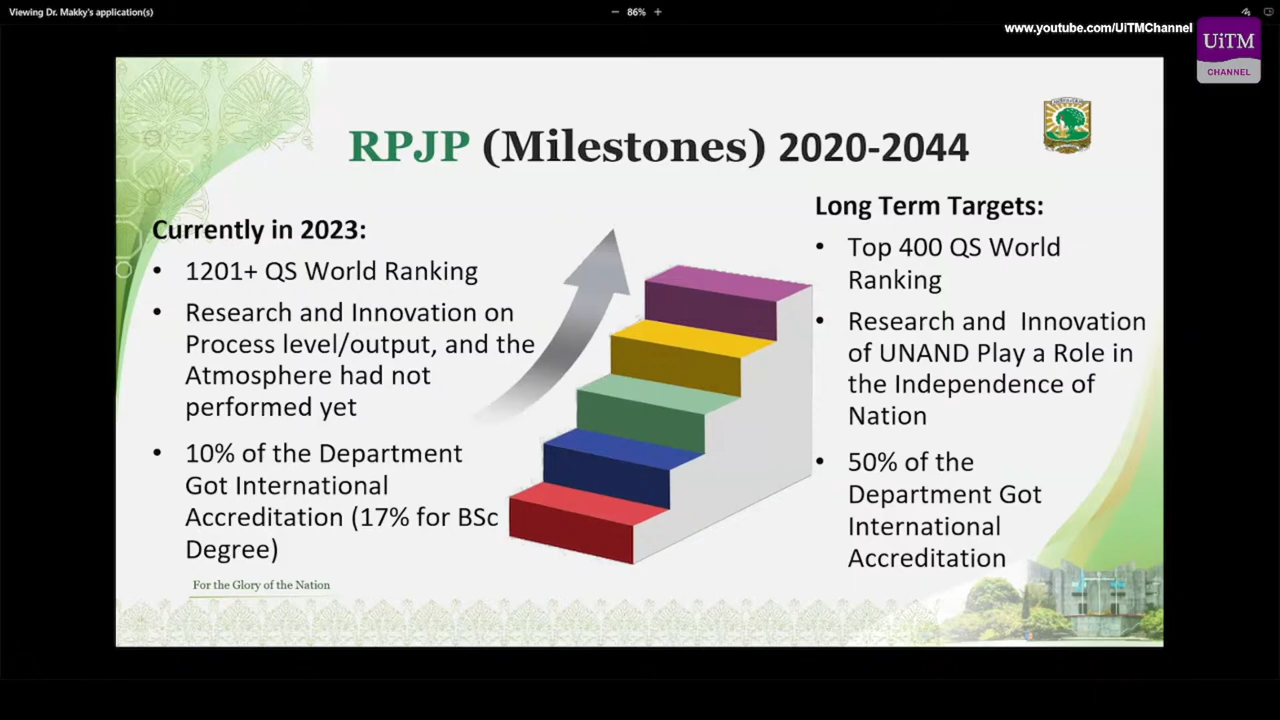 Viewing Dr. Makky's application(s)
86%
www.youtube.com/UiTMChannel
UiTM
CHANNEL
RPJP (Milestones) 2020-2044
Currently in 2023:
• 1201+ QS World Ranking
• Research and Innovation on
Process level/output, and the
Atmosphere had not
performed yet
• 10% of the Department
Got International
Accreditation (17% for BSc
Degree)
For the Glory of the Nation
Long Term Targets:
• Top 400 QS World
Ranking
• Research and Innovation
of UNAND Play a Role in
the Independence of
Nation
• 50% of the
Department Got
International
Accreditation